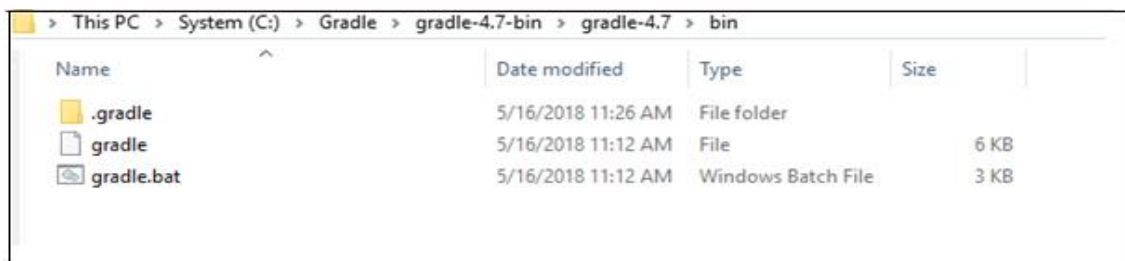 > This PC > System (C:) > Gradle > gradle-4.7-bin > gradle-4.7 > bin
Name Date modified Type Size
.gradle 5/16/2018 11:26 AM File folder
gradle 5/16/2018 11:12 AM File 6 KB
gradle.bat 5/16/2018 11:12 AM Windows Batch File 3 KB